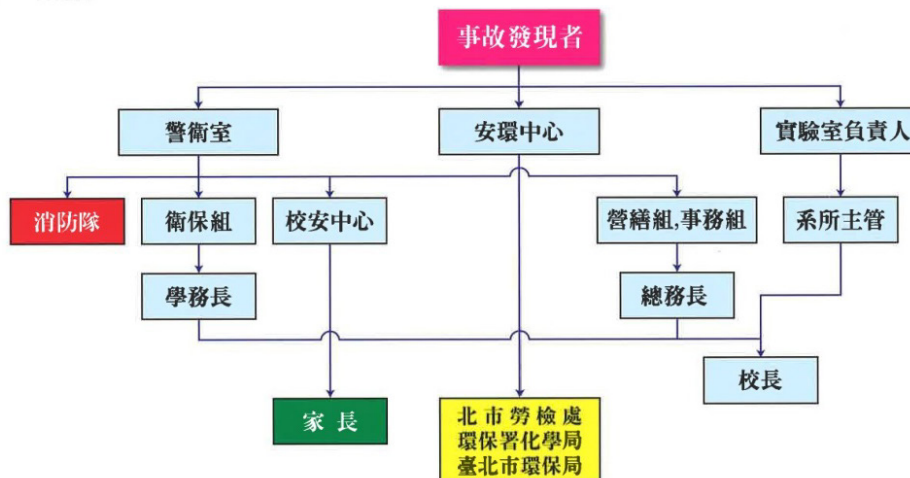 事故發現者
警衛室
安環中心
實驗室負責人
消防隊
衛保組
校安中心
營繕組,事務組
系所主管
學務長
總務長
校長
家長
北市勞檢處
環保署化學局
臺北市環保局